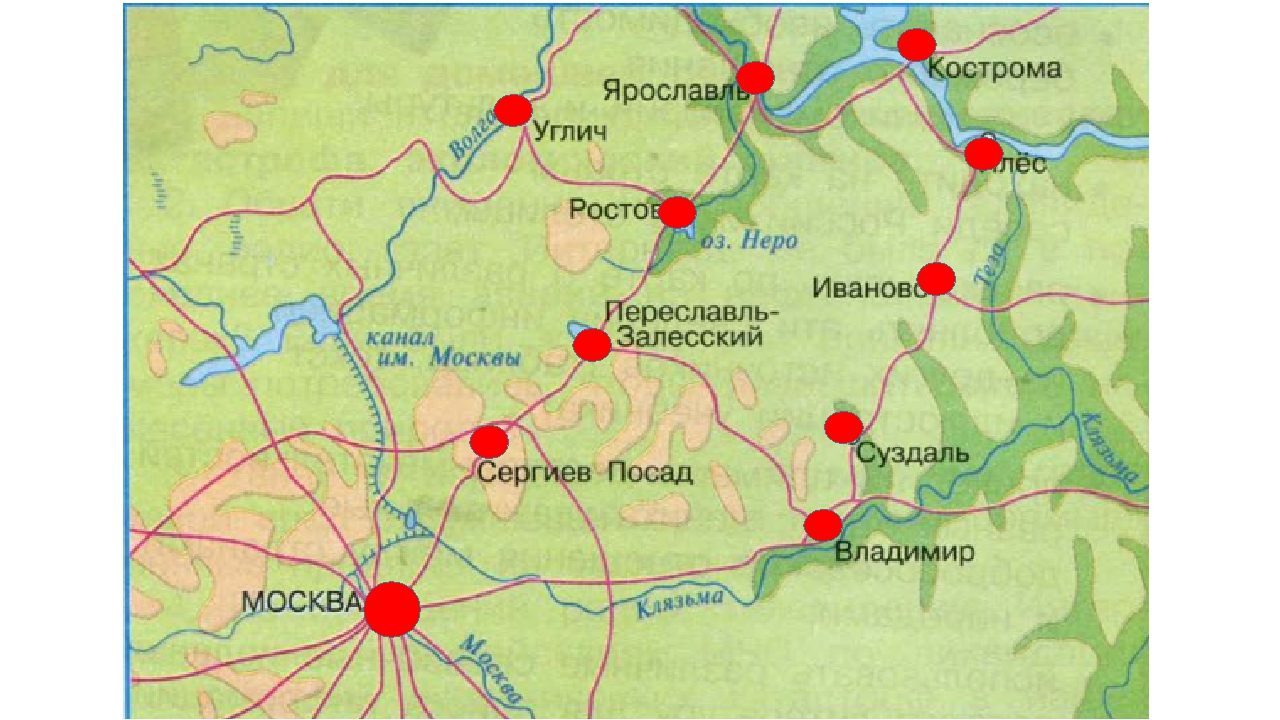 Кострома
Ярославль
Волга
Углич
Плёс
Ростов
оз. Неро
Теза
Иваново
Переславль-
Залесский
канал
им. Москвы
Суздаль
Клязьма
Сергиев Посад
Владимир
МОСКВА
Клязьма
Москва